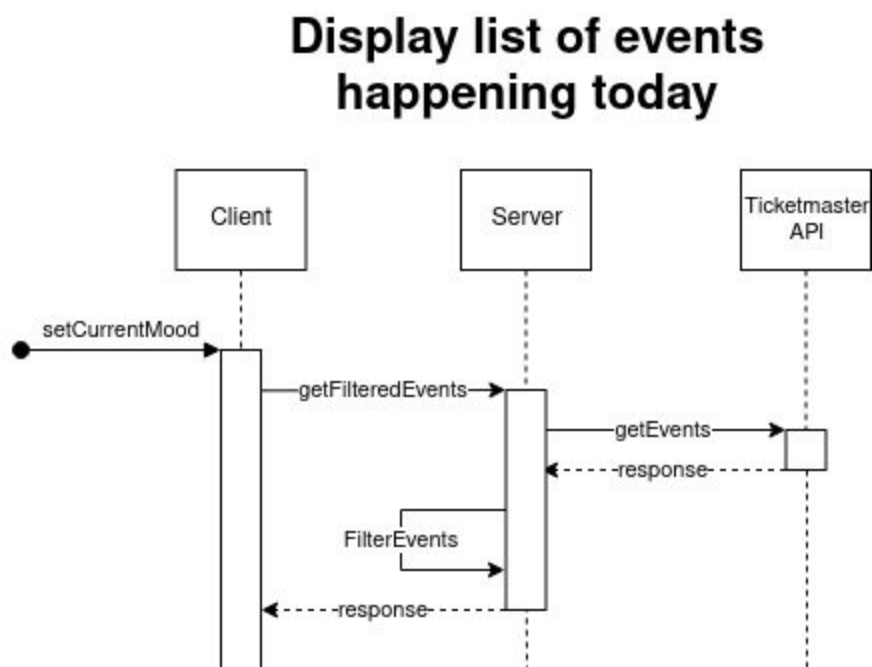 Display list of events
happening today
Client
Server
Ticketmaster
API
setCurrentMood
getFilteredEvents
getEvents
response
FilterEvents
response